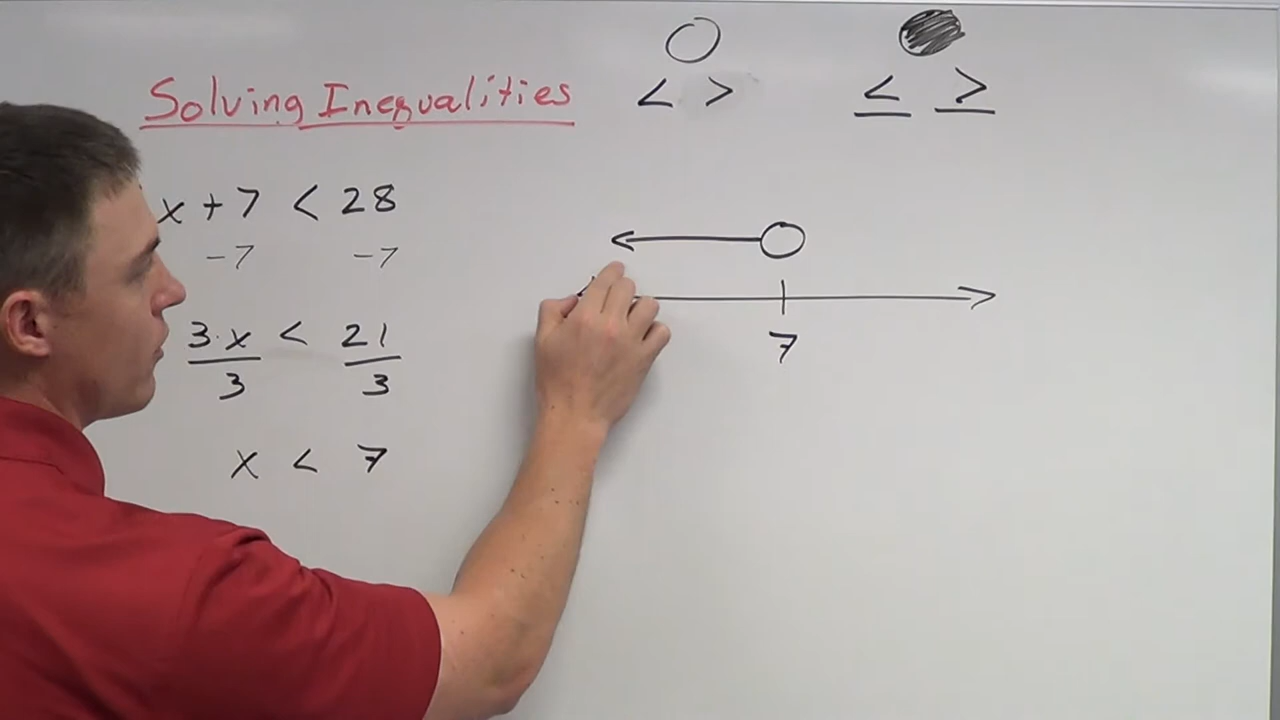 Solving Inequalities
< >
≤ ≥
x + 7 < 28
-7 -7
3·x < 21
3 3
x < 7
7